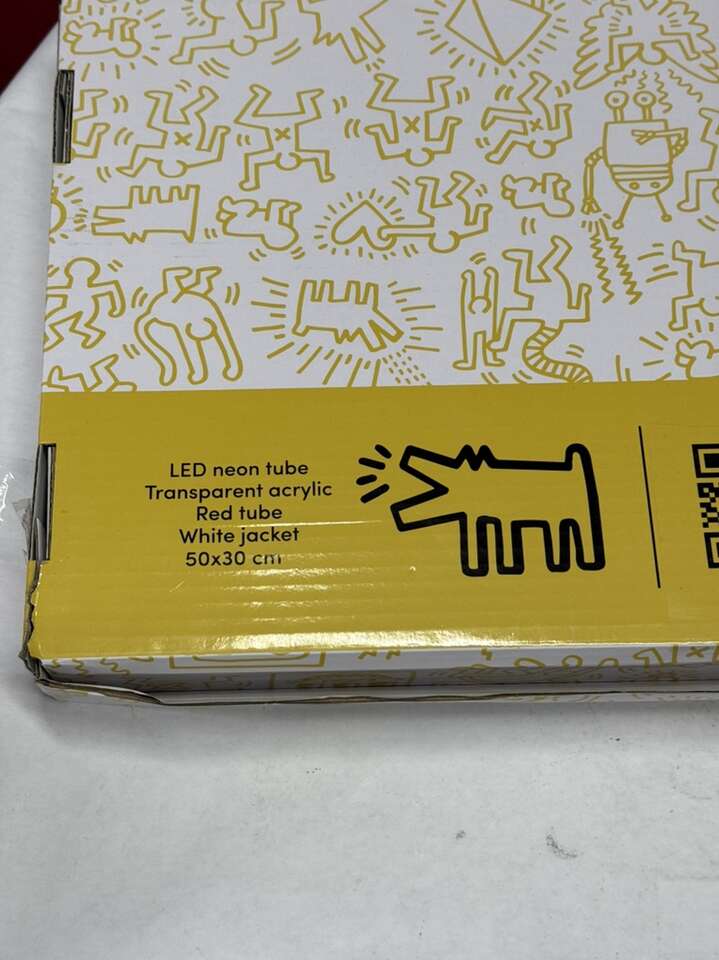 LED neon tube
Transparent acrylic
Red tube
White jacket
50x30 cm